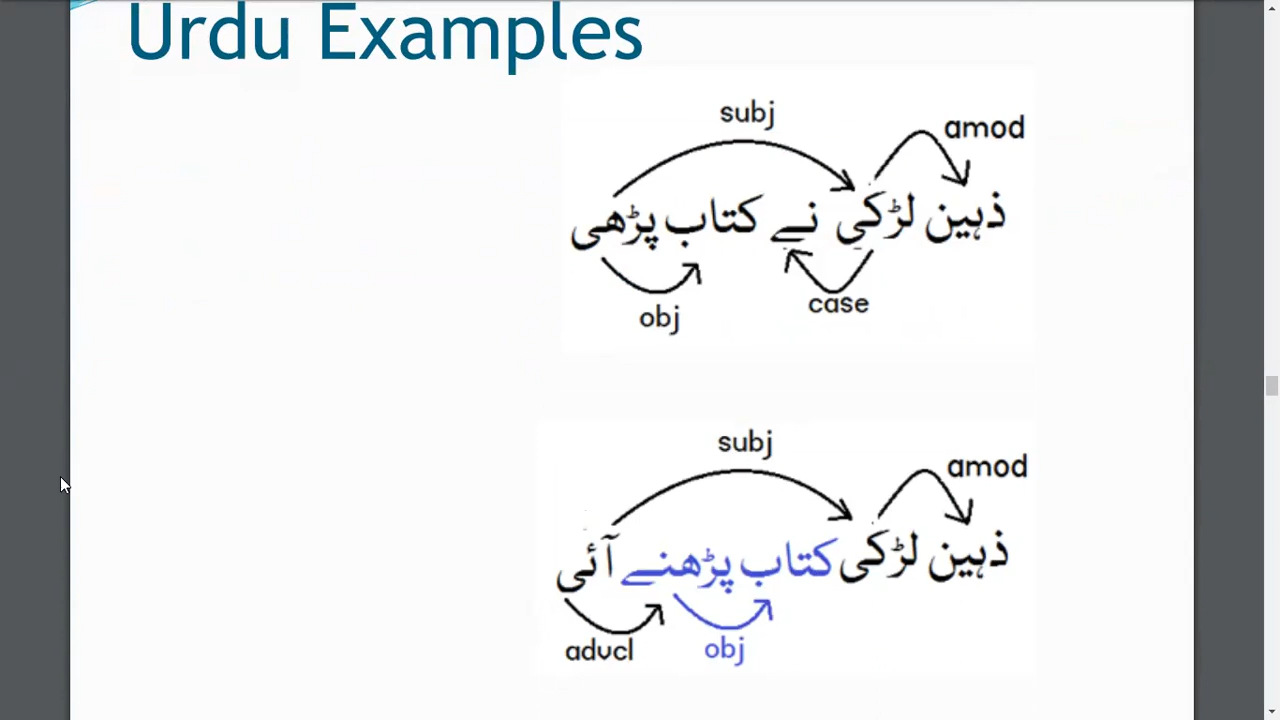 Urdu Examples
subj
amod
ذہین لڑکی نے کتاب پڑھی
case
obj
subj
amod
ذہین لڑکی کتاب پڑھنے آئی
advcl
obj